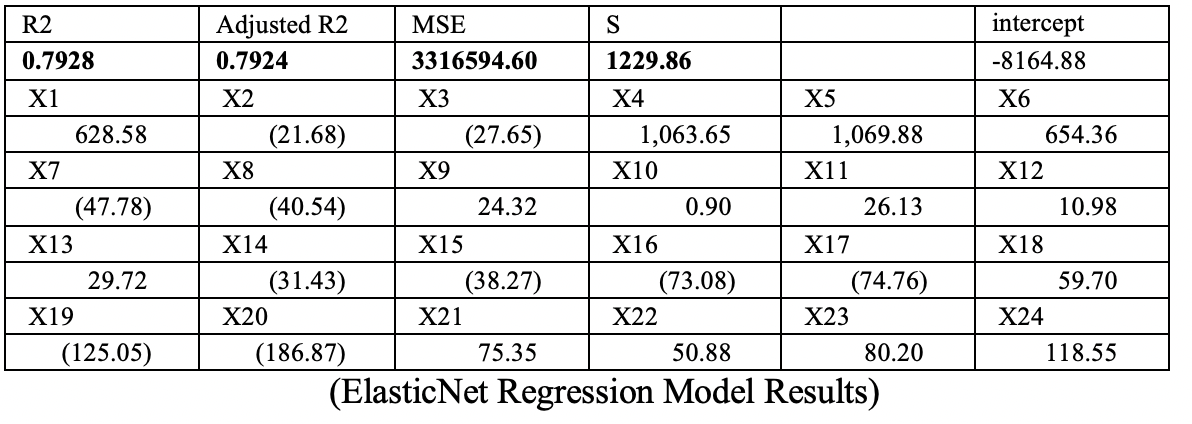 R2 Adjusted R2 MSE S intercept
0.7928 0.7924 3316594.60 1229.86 -8164.88
X1 X2 X3 X4 X5 X6
628.58 (21.68) (27.65) 1,063.65 1,069.88 654.36
X7 X8 X9 X10 X11 X12
(47.78) (40.54) 24.32 0.90 26.13 10.98
X13 X14 X15 X16 X17 X18
29.72 (31.43) (38.27) (73.08) (74.76) 59.70
X19 X20 X21 X22 X23 X24
(125.05) (186.87) 75.35 50.88 80.20 118.55
(ElasticNet Regression Model Results)